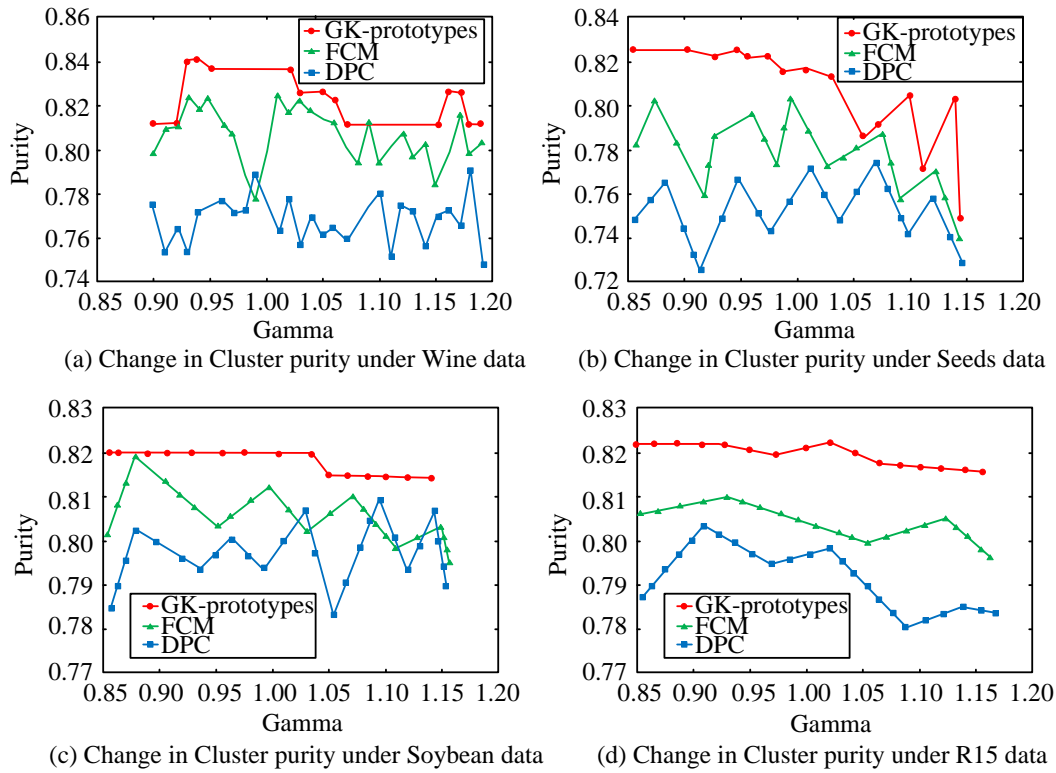 0.86
0.84
0.82
0.80
0.78
0.76
0.74
Purity
GK-prototypes
FCM
DPC
0.85 0.90 0.95 1.00 1.05 1.10 1.15 1.20
Gamma
(a) Change in Cluster purity under Wine data
0.84
0.82
0.80
0.78
0.76
0.74
0.72
Purity
GK-prototypes
FCM
DPC
0.85 0.90 0.95 1.00 1.05 1.10 1.15 1.20
Gamma
(b) Change in Cluster purity under Seeds data
0.83
0.82
0.81
0.80
0.79
0.78
0.77
Purity
GK-prototypes
FCM
DPC
0.85 0.90 0.95 1.00 1.05 1.10 1.15 1.20
Gamma
(c) Change in Cluster purity under Soybean data
0.83
0.82
0.81
0.80
0.79
0.78
0.77
Purity
GK-prototypes
FCM
DPC
0.85 0.90 0.95 1.00 1.05 1.10 1.15 1.20
Gamma
(d) Change in Cluster purity under R15 data